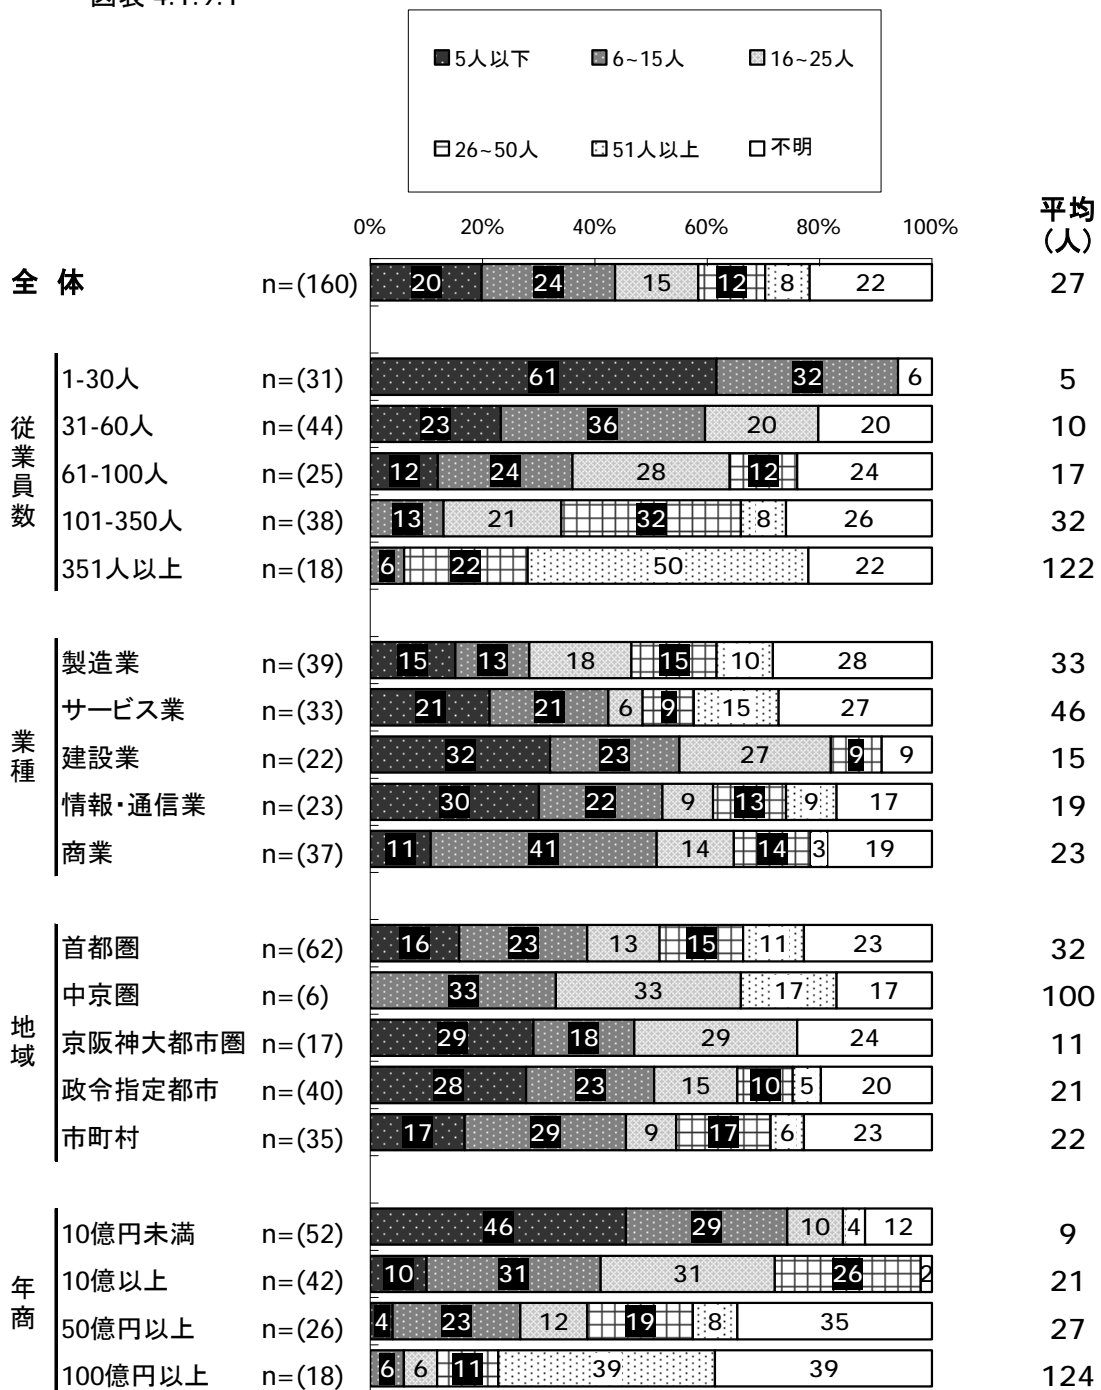 5人以下 6~15人 16~25人
26~50人 51人以上 不明
0% 20% 40% 60% 80% 100%
平均
(人)
全 体 n=(160) 20 24 15 12 8 22 27
従業員数
1-30人 n=(31) 61 32 6 5
31-60人 n=(44) 23 36 20 20 10
61-100人 n=(25) 12 24 28 12 24 17
101-350人 n=(38) 13 21 32 8 26 32
351人以上 n=(18) 6 22 50 22 122
業種
製造業 n=(39) 15 13 18 15 10 28 33
サービス業 n=(33) 21 21 6 9 15 27 46
建設業 n=(22) 32 23 27 9 9 15
情報・通信業 n=(23) 30 22 9 13 9 17 19
商業 n=(37) 11 41 14 14 3 19 23
地域
首都圏 n=(62) 16 23 13 15 11 23 32
中京圏 n=(6) 33 33 17 17 100
京阪神大都市圏 n=(17) 29 18 29 24 11
政令指定都市 n=(40) 28 23 15 10 5 20 21
市町村 n=(35) 17 29 9 17 6 23 22
年商
10億円未満 n=(52) 46 29 10 4 12 9
10億以上 n=(42) 10 31 31 26 2 21
50億円以上 n=(26) 4 23 12 19 8 35 27
100億円以上 n=(18) 6 6 11 39 39 124